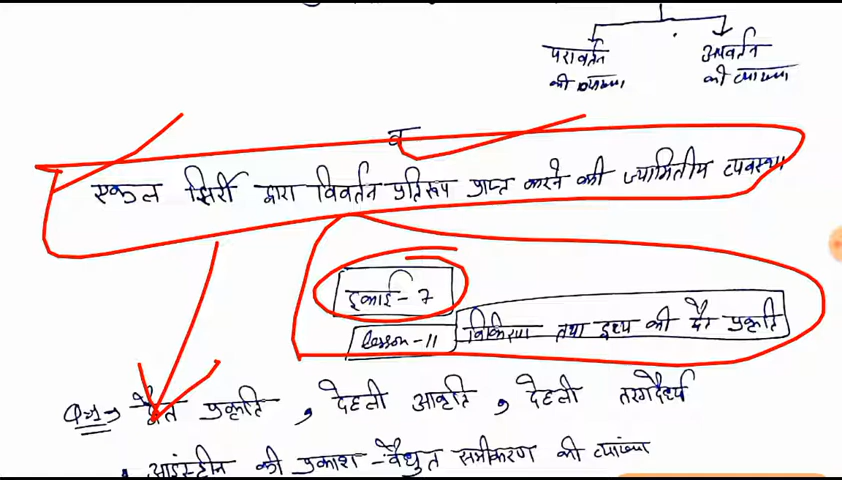 परावर्तन अपवर्तन
की व्याख्या की व्याख्या
व
एकल झिर्री द्वारा विवर्तन प्रतिरूप प्राप्त करने की ज्यामितीय व्यवस्था
इकाई-7
Lesson-11 विकिरण तथा द्रव्य की द्वैत प्रकृति
द्वैत प्रकृति, देहली आवृत्ति, देहली तरंगदैर्ध्य
आइंस्टीन की प्रकाश-वैधुत समीकरण की व्याख्या